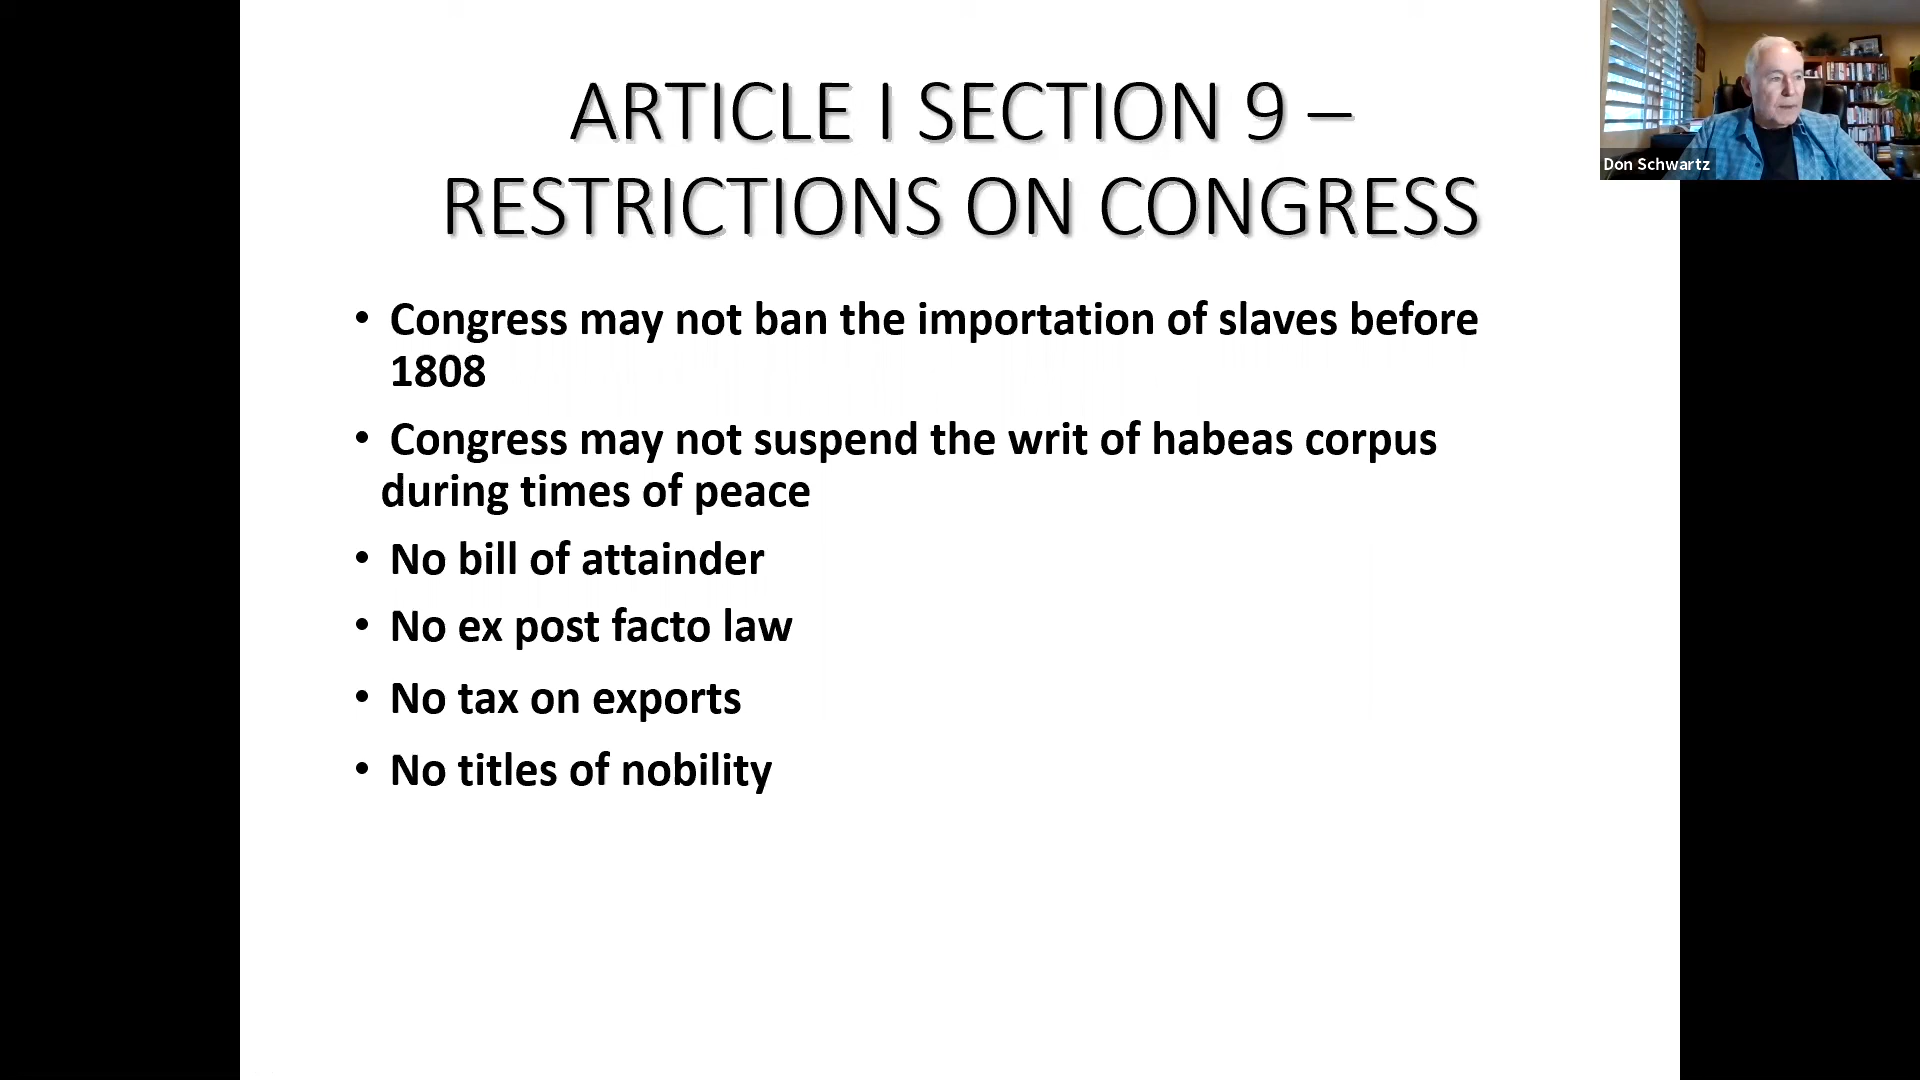 ARTICLE I SECTION 9 –
RESTRICTIONS ON CONGRESS
• Congress may not ban the importation of slaves before
1808
• Congress may not suspend the writ of habeas corpus
during times of peace
• No bill of attainder
• No ex post facto law
• No tax on exports
• No titles of nobility
Don Schwartz